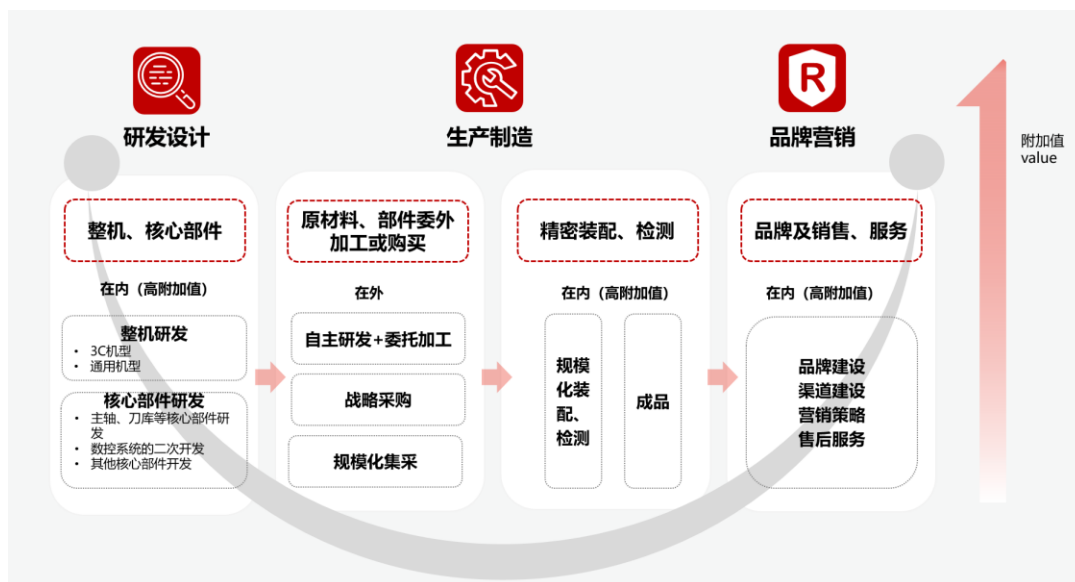 研发设计
生产制造
R
品牌营销
附加值
value
整机、核心部件
在内（高附加值）
整机研发
• 3C机型
• 通用机型
核心部件研发
• 主轴、刀库等核心部件研
发
• 数控系统的二次开发
• 其他核心部件开发
原材料、部件委外
加工或购买
在外
自主研发+委托加工
战略采购
规模化集采
精密装配、检测
在内（高附加值）
规模
化装
配、
检测
成品
品牌及销售、服务
在内（高附加值）
品牌建设
渠道建设
营销策略
售后服务